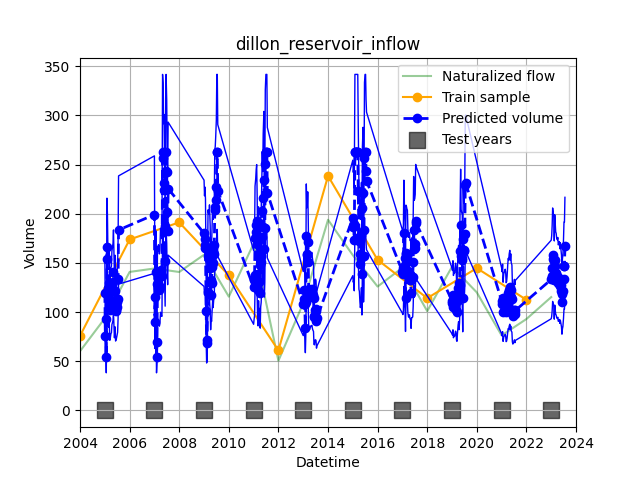 dillon_reservoir_inflow
Naturalized flow
Train sample
Predicted volume
Test years
Volume
350
300
250
200
150
100
50
0
2004 2006 2008 2010 2012 2014 2016 2018 2020 2022 2024
Datetime